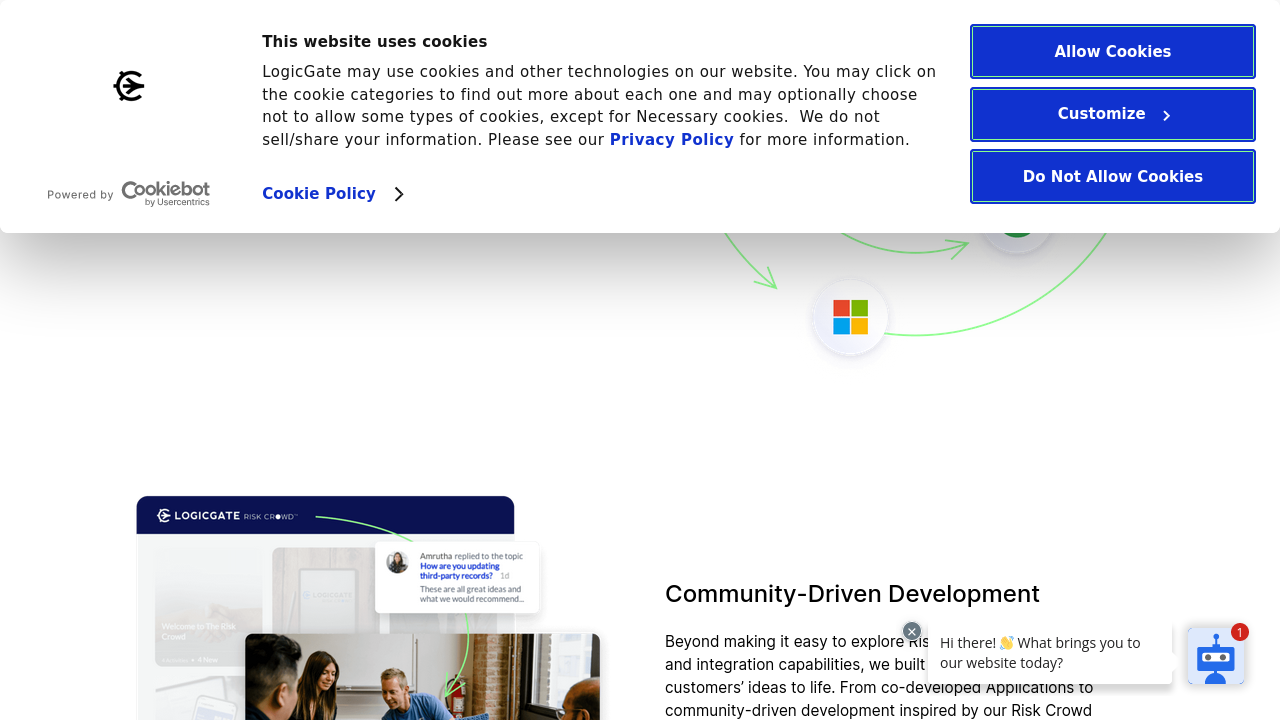 This website uses cookies
LogicGate may use cookies and other technologies on our website. You may click on
the cookie categories to find out more about each one and may optionally choose
not to allow some types of cookies, except for Necessary cookies.  We do not
sell/share your information. Please see our Privacy Policy for more information.
Allow Cookies
Customize
Do Not Allow Cookies
Powered by Cookiebot
by Usercentrics
Cookie Policy
LOGICGATE RISK CROWD™
Amrutha replied to the topic
How are you updating
third-party records? 1d
These are all great ideas and
what we would recommend...
LOGICGATE
Welcome to The Risk
Crowd
4 New
Community-Driven Development
Beyond making it easy to explore
and integration capabilities, we built
customers’ ideas to life. From co-developed Applications to
community-driven development inspired by our Risk Crowd
Hi there! 👋 What brings you to
our website today?
1